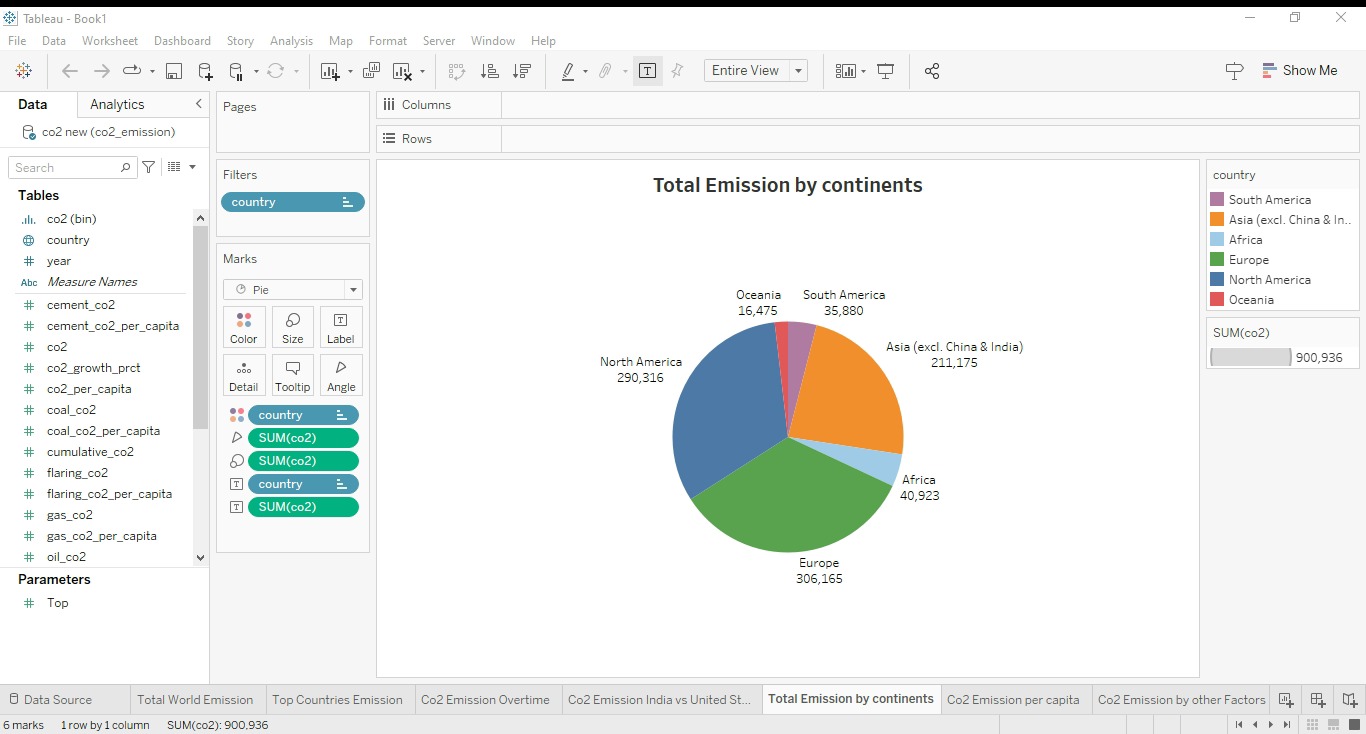 Tableau - Book1
File Data Worksheet Dashboard Story Analysis Map Format Server Window Help
Entire View
Show Me
Data Analytics
co2 new (co2_emission)
Search
Tables
co2 (bin)
country
year
Abc Measure Names
cement_co2
cement_co2_per_capita
co2
co2_growth_prct
co2_per_capita
coal_co2
coal_co2_per_capita
cumulative_co2
flaring_co2
flaring_co2_per_capita
gas_co2
gas_co2_per_capita
oil_co2
Parameters
Top
Pages
Filters
country
Marks
Pie
Color Size Label
Detail Tooltip Angle
country
SUM(co2)
SUM(co2)
country
SUM(co2)
Columns
Rows
Total Emission by continents
Oceania
16,475
South America
35,880
Asia (excl. China & India)
211,175
North America
290,316
Africa
40,923
Europe
306,165
country
South America
Asia (excl. China & In..
Africa
Europe
North America
Oceania
SUM(co2)
900,936
Data Source Total World Emission Top Countries Emission Co2 Emission Overtime Co2 Emission India vs United St... Total Emission by continents Co2 Emission per capita Co2 Emission by other Factors
6 marks 1 row by 1 column SUM(co2): 900,936